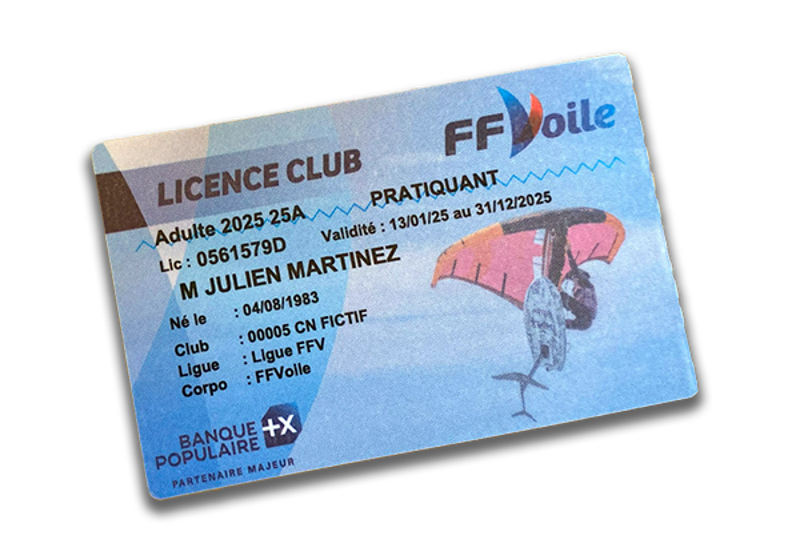 FFVoile
LICENCE CLUB
Adulte 2025 25A PRATIQUANT
Lic : 0561579D Validité : 13/01/25 au 31/12/2025
M JULIEN MARTINEZ
Né le : 04/08/1983
Club : 00005 CN FICTIF
Ligue : Ligue FFV
Corpo : FFVoile
BANQUE
POPULAIRE +X
PARTENAIRE MAJEUR